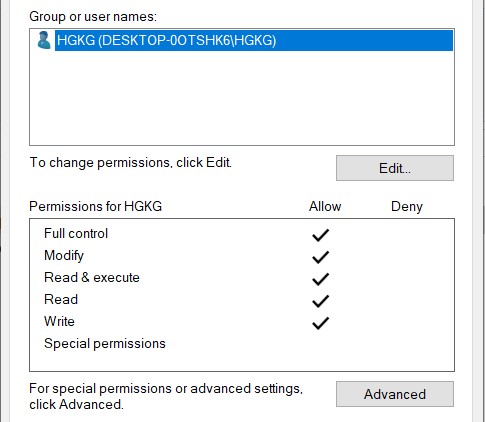 Group or user names:
HGKG (DESKTOP-0OTSHK6\HGKG)
To change permissions, click Edit.
Edit...
Permissions for HGKG Allow Deny
Full control
Modify
Read & execute
Read
Write
Special permissions
For special permissions or advanced settings,
click Advanced.
Advanced